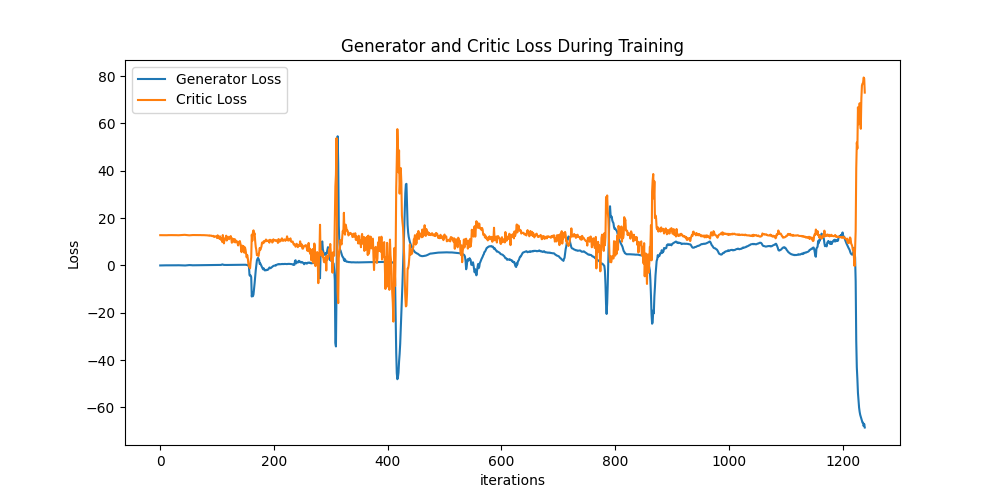 Generator and Critic Loss During Training
Generator Loss
Critic Loss
80
60
40
20
0
−20
−40
−60
Loss
0 200 400 600 800 1000 1200
iterations